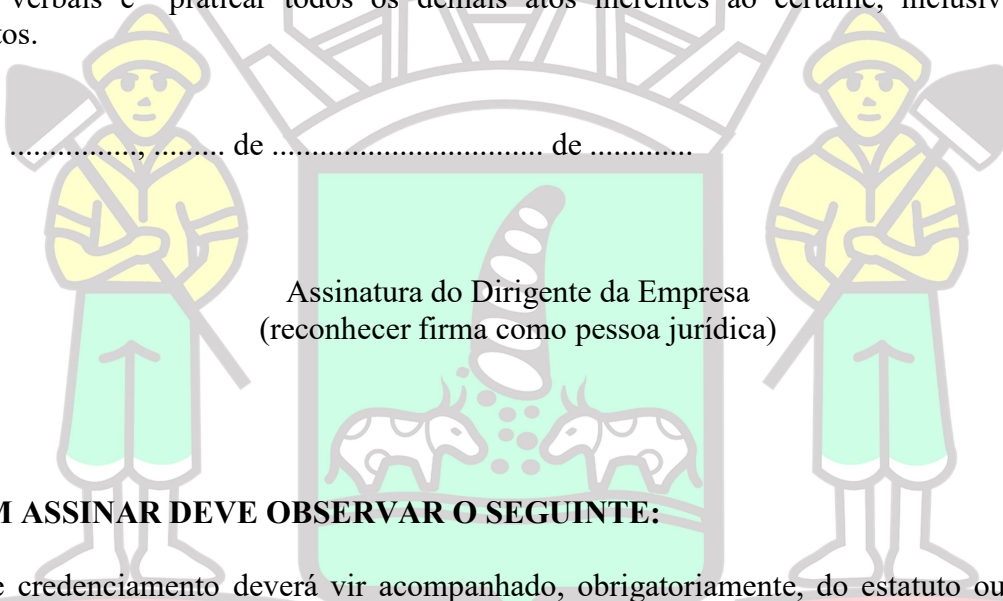 verbais e praticar todos os demais atos inerentes ao certame,
tos.
................, ......... de .................................. de .............
Assinatura do Dirigente da Empresa
(reconhecer firma como pessoa jurídica)
ASSINAR DEVE OBSERVAR O SEGUINTE:
credenciamento deverá vir acompanhado, obrigatoriamente, do estatuto ou